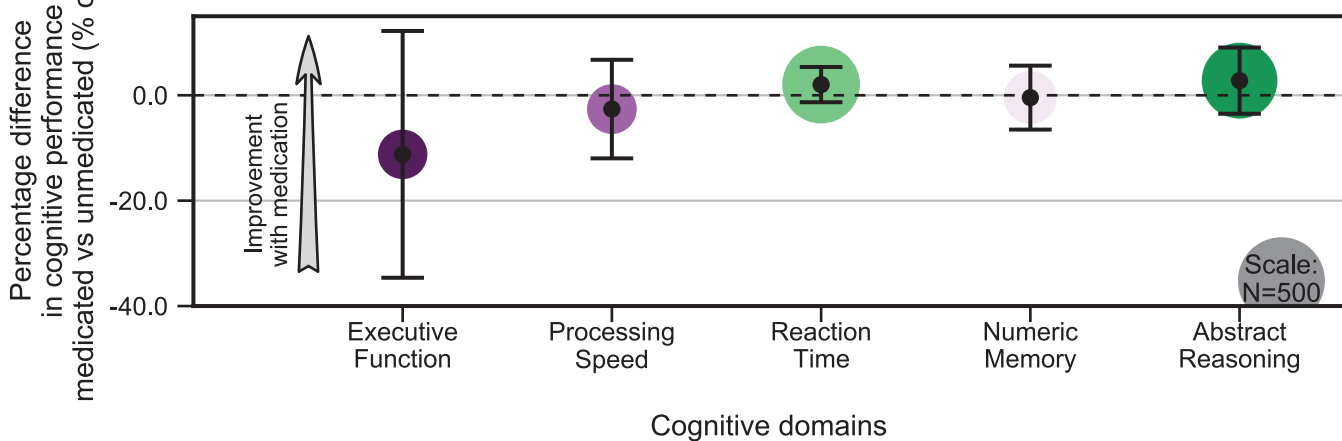 Percentage difference
in cognitive performance
medicated vs unmedicated (%
0.0
-20.0
-40.0
Improvement
with medication
Scale:
N=500
Executive
Function
Processing
Speed
Reaction
Time
Numeric
Memory
Abstract
Reasoning
Cognitive domains